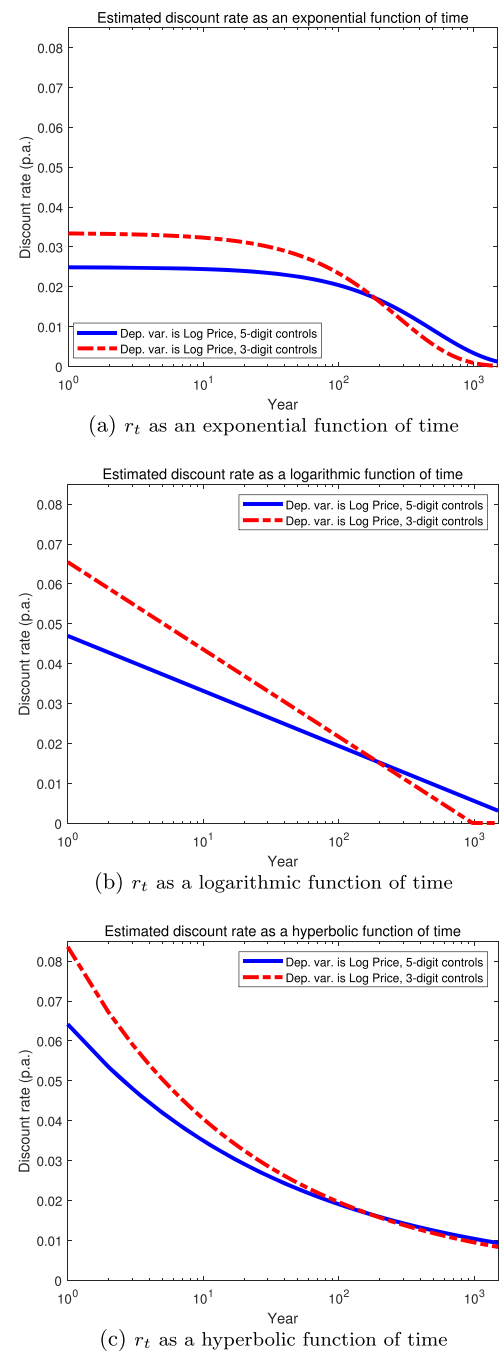 Estimated discount rate as an exponential function of time
0.08
0.07
0.06
0.05
0.04
0.03
0.02
0.01
0
Discount rate (p.a.)
Dep. var. is Log Price, 5-digit controls
Dep. var. is Log Price, 3-digit controls
10^0 10^1 10^2 10^3
Year
(a) r_t as an exponential function of time
Estimated discount rate as a logarithmic function of time
0.08
0.07
0.06
0.05
0.04
0.03
0.02
0.01
0
Discount rate (p.a.)
Dep. var. is Log Price, 5-digit controls
Dep. var. is Log Price, 3-digit controls
10^0 10^1 10^2 10^3
Year
(b) r_t as a logarithmic function of time
Estimated discount rate as a hyperbolic function of time
0.08
0.07
0.06
0.05
0.04
0.03
0.02
0.01
0
Discount rate (p.a.)
Dep. var. is Log Price, 5-digit controls
Dep. var. is Log Price, 3-digit controls
10^0 10^1 10^2 10^3
Year
(c) r_t as a hyperbolic function of time